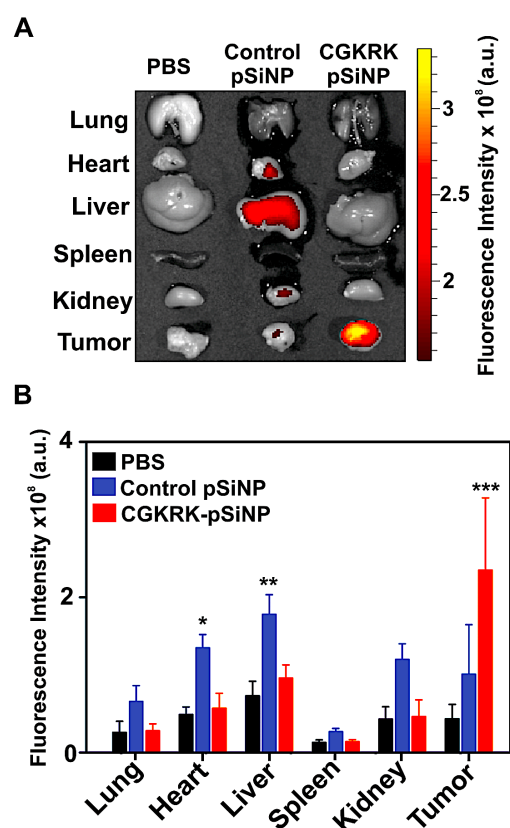 A
PBS
Control
pSiNP
CGKRK
pSiNP
Lung
Heart
Liver
Spleen
Kidney
Tumor
3
2.5
2
Fluorescence Intensity x 10⁸ (a.u.)
B
Fluorescence Intensity x10⁸ (a.u.)
4
2
0
PBS
Control pSiNP
CGKRK-pSiNP
*
**
***
Lung
Heart
Liver
Spleen
Kidney
Tumor